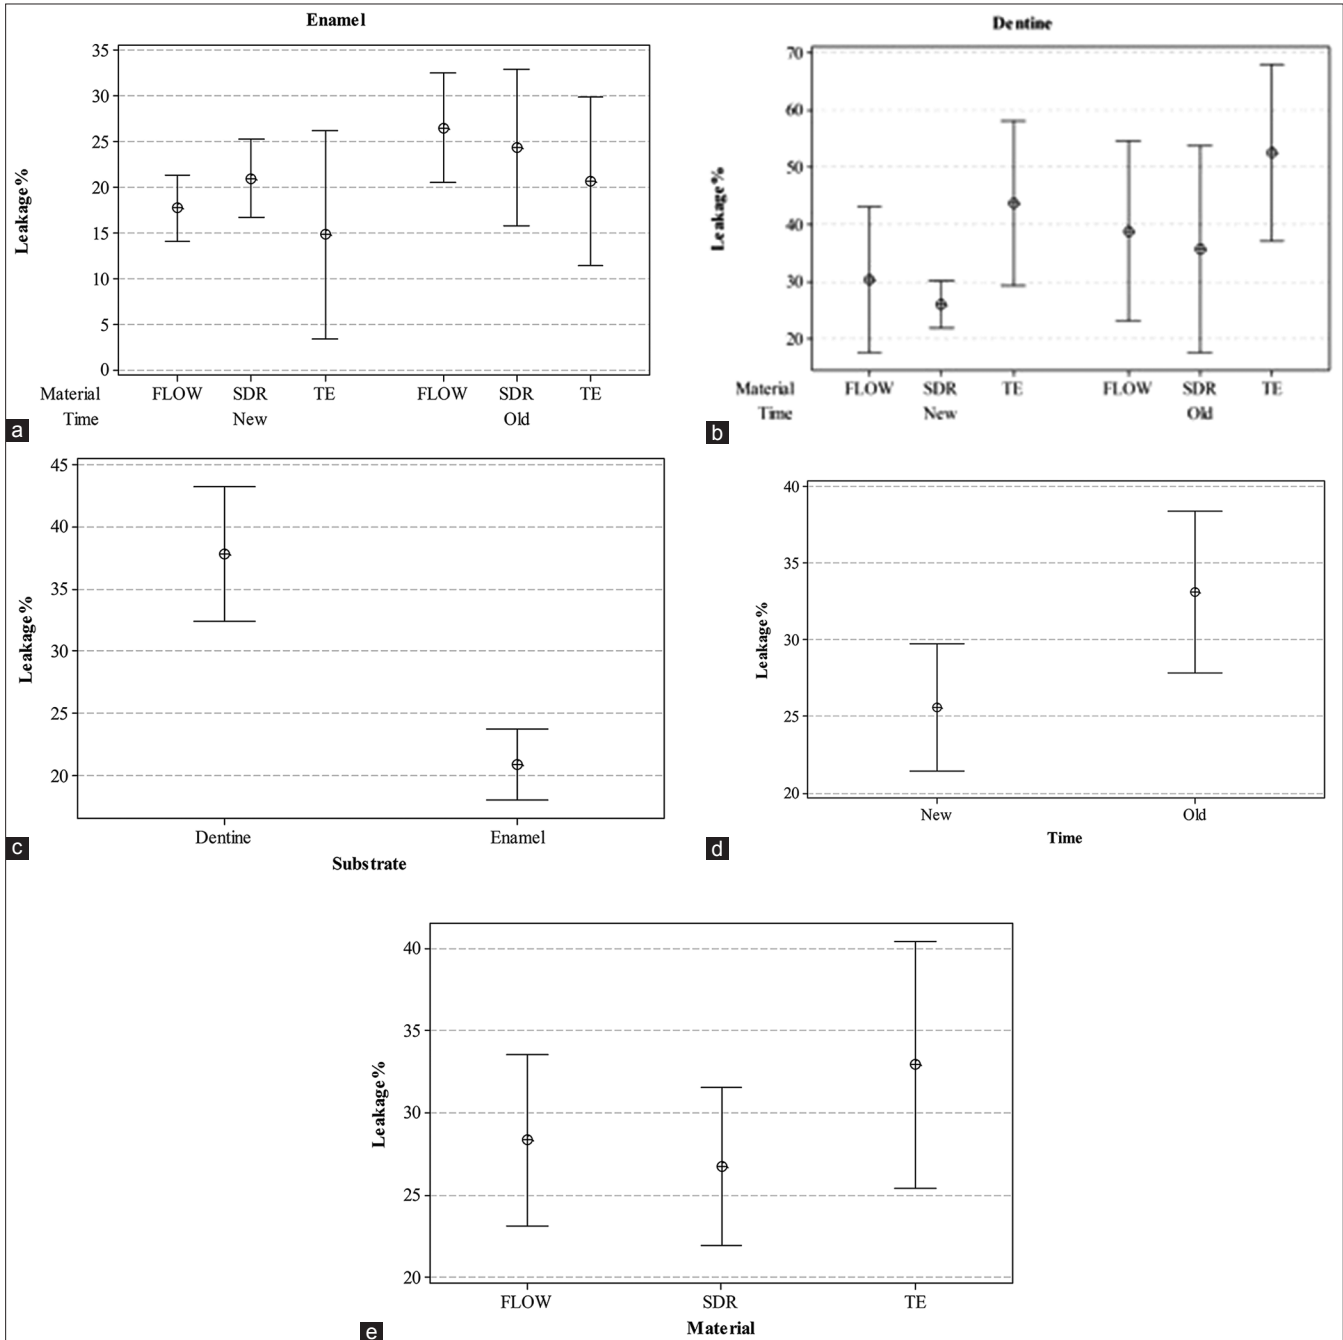 Enamel
Leakage%
35
30
25
20
15
10
5
0
Material FLOW SDR TE FLOW SDR TE
Time New Old
a
Dentine
Leakage%
70
60
50
40
30
20
Material FLOW SDR TE FLOW SDR TE
Time New Old
b
Leakage%
45
40
35
30
25
20
Dentine Enamel
Substrate
c
Leakage%
40
35
30
25
20
New Old
Time
d
Leakage%
40
35
30
25
20
FLOW SDR TE
Material
e